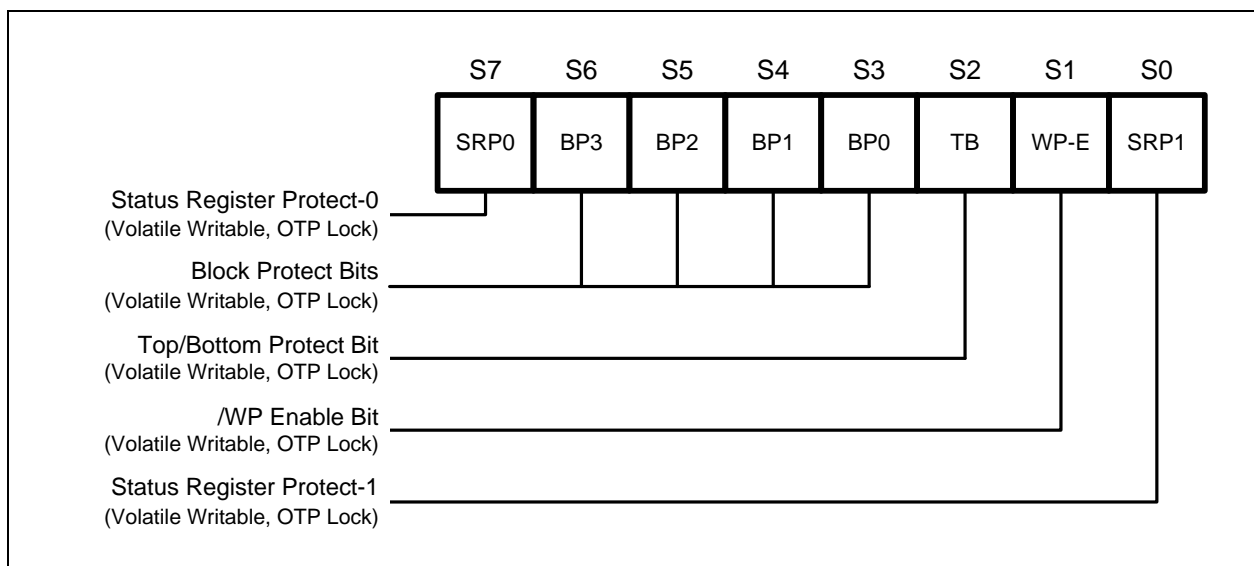 S7 S6 S5 S4 S3 S2 S1 S0
SRP0 BP3 BP2 BP1 BP0 TB WP-E SRP1
Status Register Protect-0
(Volatile Writable, OTP Lock)
Block Protect Bits
(Volatile Writable, OTP Lock)
Top/Bottom Protect Bit
(Volatile Writable, OTP Lock)
/WP Enable Bit
(Volatile Writable, OTP Lock)
Status Register Protect-1
(Volatile Writable, OTP Lock)